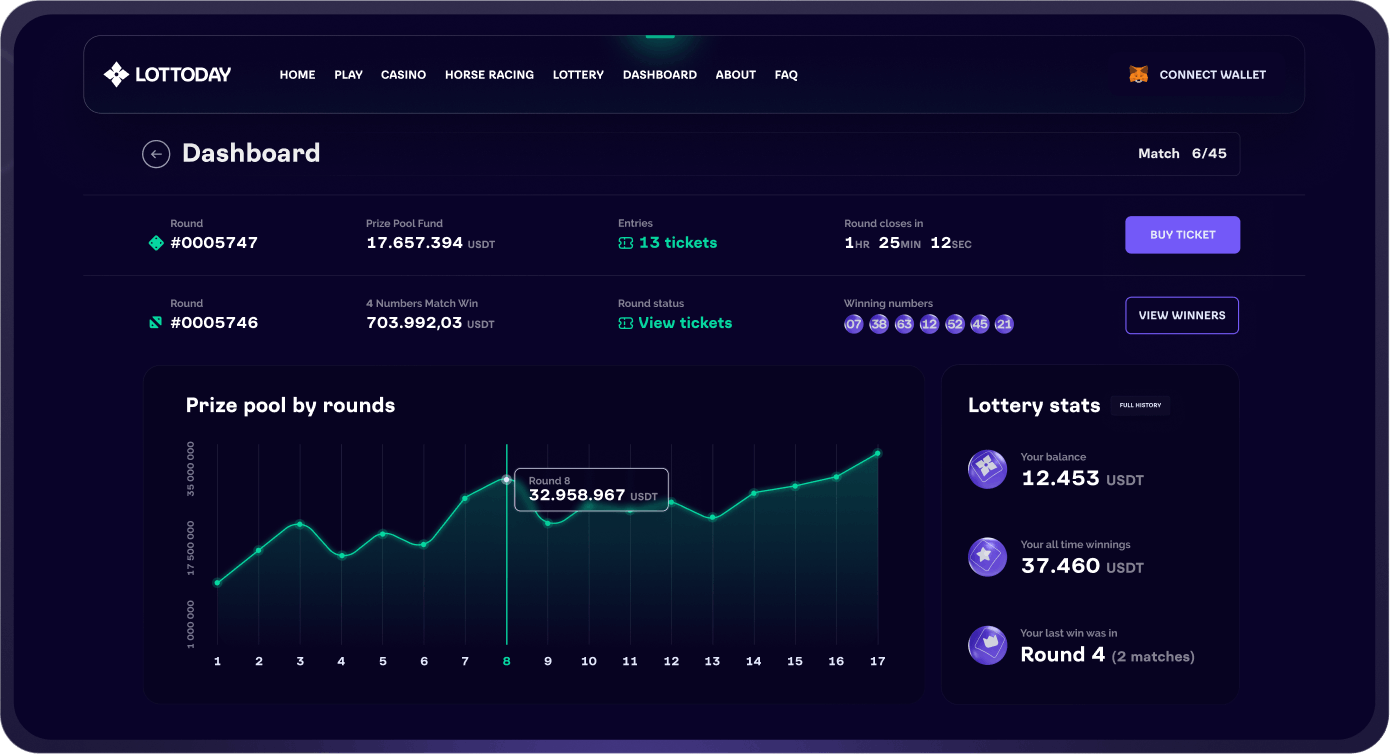 LOTTODAY
HOME PLAY CASINO HORSE RACING LOTTERY DASHBOARD ABOUT FAQ
CONNECT WALLET
Dashboard
Match 6/45
Round Prize Pool Fund Entries Round closes in
#0005747 17.657.394 USDT 13 tickets 1HR 25MIN 12SEC
BUY TICKET
Round 4 Numbers Match Win Round status Winning numbers
#0005746 703.992,03 USDT View tickets 07 38 63 12 52 45 21
VIEW WINNERS
Prize pool by rounds
35 000 000
17 500 000
1 000 000
Round 8
32.958.967 USDT
1 2 3 4 5 6 7 8 9 10 11 12 13 14 15 16 17
Lottery stats FULL HISTORY
Your balance
12.453 USDT
Your all time winnings
37.460 USDT
Your last win was in
Round 4 (2 matches)